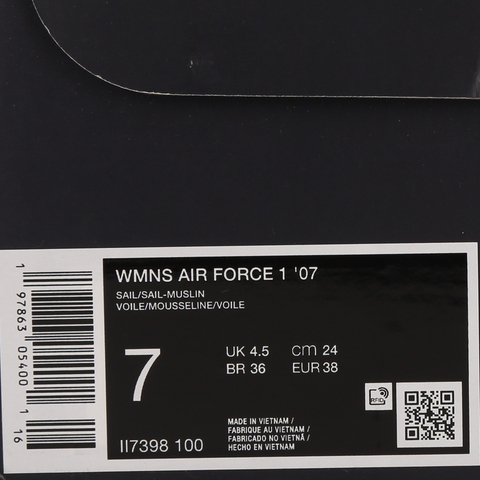 WMNS AIR FORCE 1 '07
SAIL/SAIL-MUSLIN
VOILE/MOUSSELINE/VOILE
7
UK 4.5 cm 24
BR 36 EUR 38
RFID
II7398 100
MADE IN VIETNAM /
FABRIQUE AU VIETNAM /
FABRICADO NO VIETNÃ /
HECHO EN VIETNAM
1 97863 05400 1 16